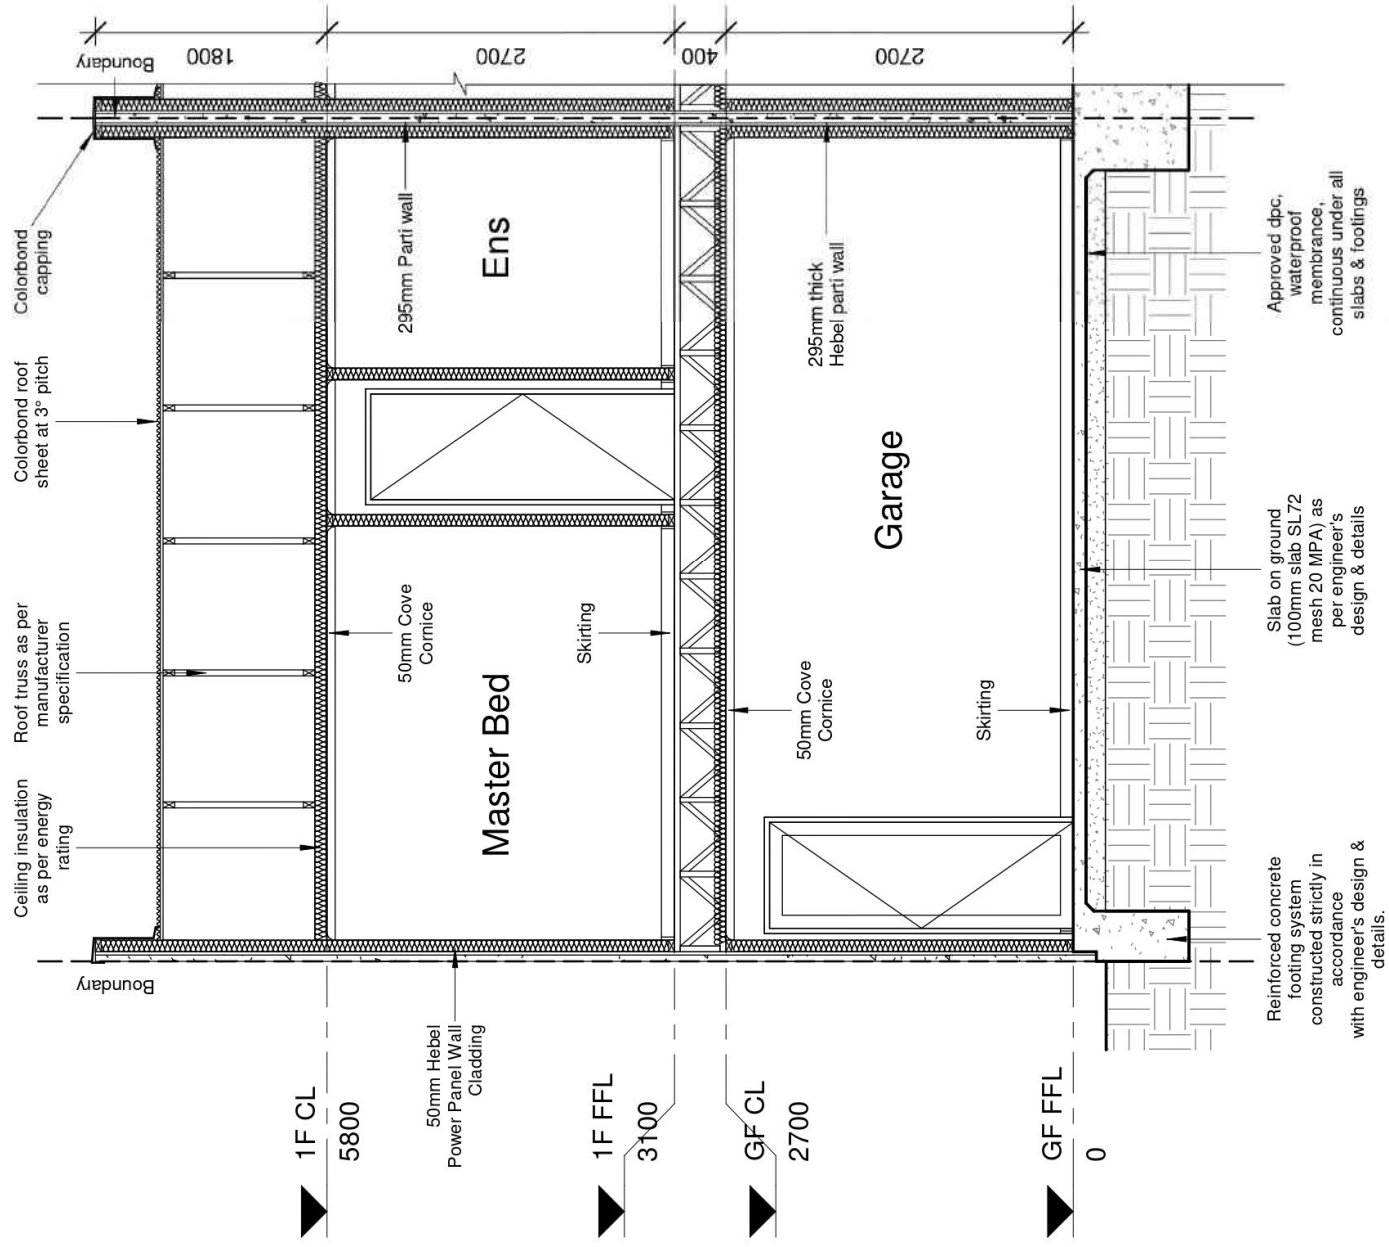 Colorbond
capping
Colorbond roof
sheet at 3° pitch
Roof truss as per
manufacturer
specification
Ceiling insulation
as per energy
rating
Boundary
1800
2700
400
2700
Boundary
295mm Parti wall
Ens
295mm thick
Hebel parti wall
50mm Cove
Cornice
Skirting
Master Bed
Garage
50mm Cove
Cornice
Skirting
50mm Hebel
Power Panel Wall
Cladding
1F CL
5800
1F FFL
3100
GF CL
2700
GF FFL
0
Approved dpc,
waterproof
membrance,
continuous under all
slabs & footings
Slab on ground
(100mm slab SL72
mesh 20 MPA) as
per engineer's
design & details
Reinforced concrete
footing system
constructed strictly in
accordance
with engineer's design &
details.